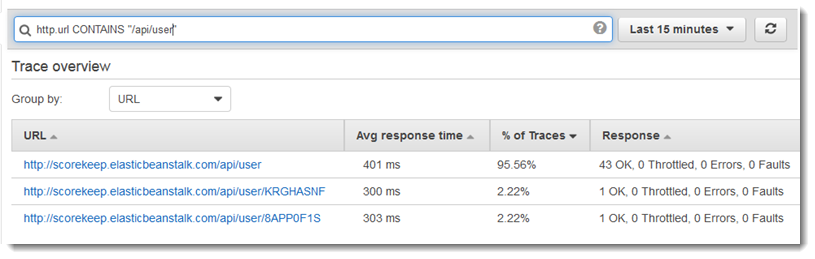 http.url CONTAINS "/api/user" ? Last 15 minutes
Trace overview
Group by: URL
URL Avg response time % of Traces Response
http://scorekeep.elasticbeanstalk.com/api/user 401 ms 95.56% 43 OK, 0 Throttled, 0 Errors, 0 Faults
http://scorekeep.elasticbeanstalk.com/api/user/KRGHASNF 300 ms 2.22% 1 OK, 0 Throttled, 0 Errors, 0 Faults
http://scorekeep.elasticbeanstalk.com/api/user/8APP0F1S 303 ms 2.22% 1 OK, 0 Throttled, 0 Errors, 0 Faults